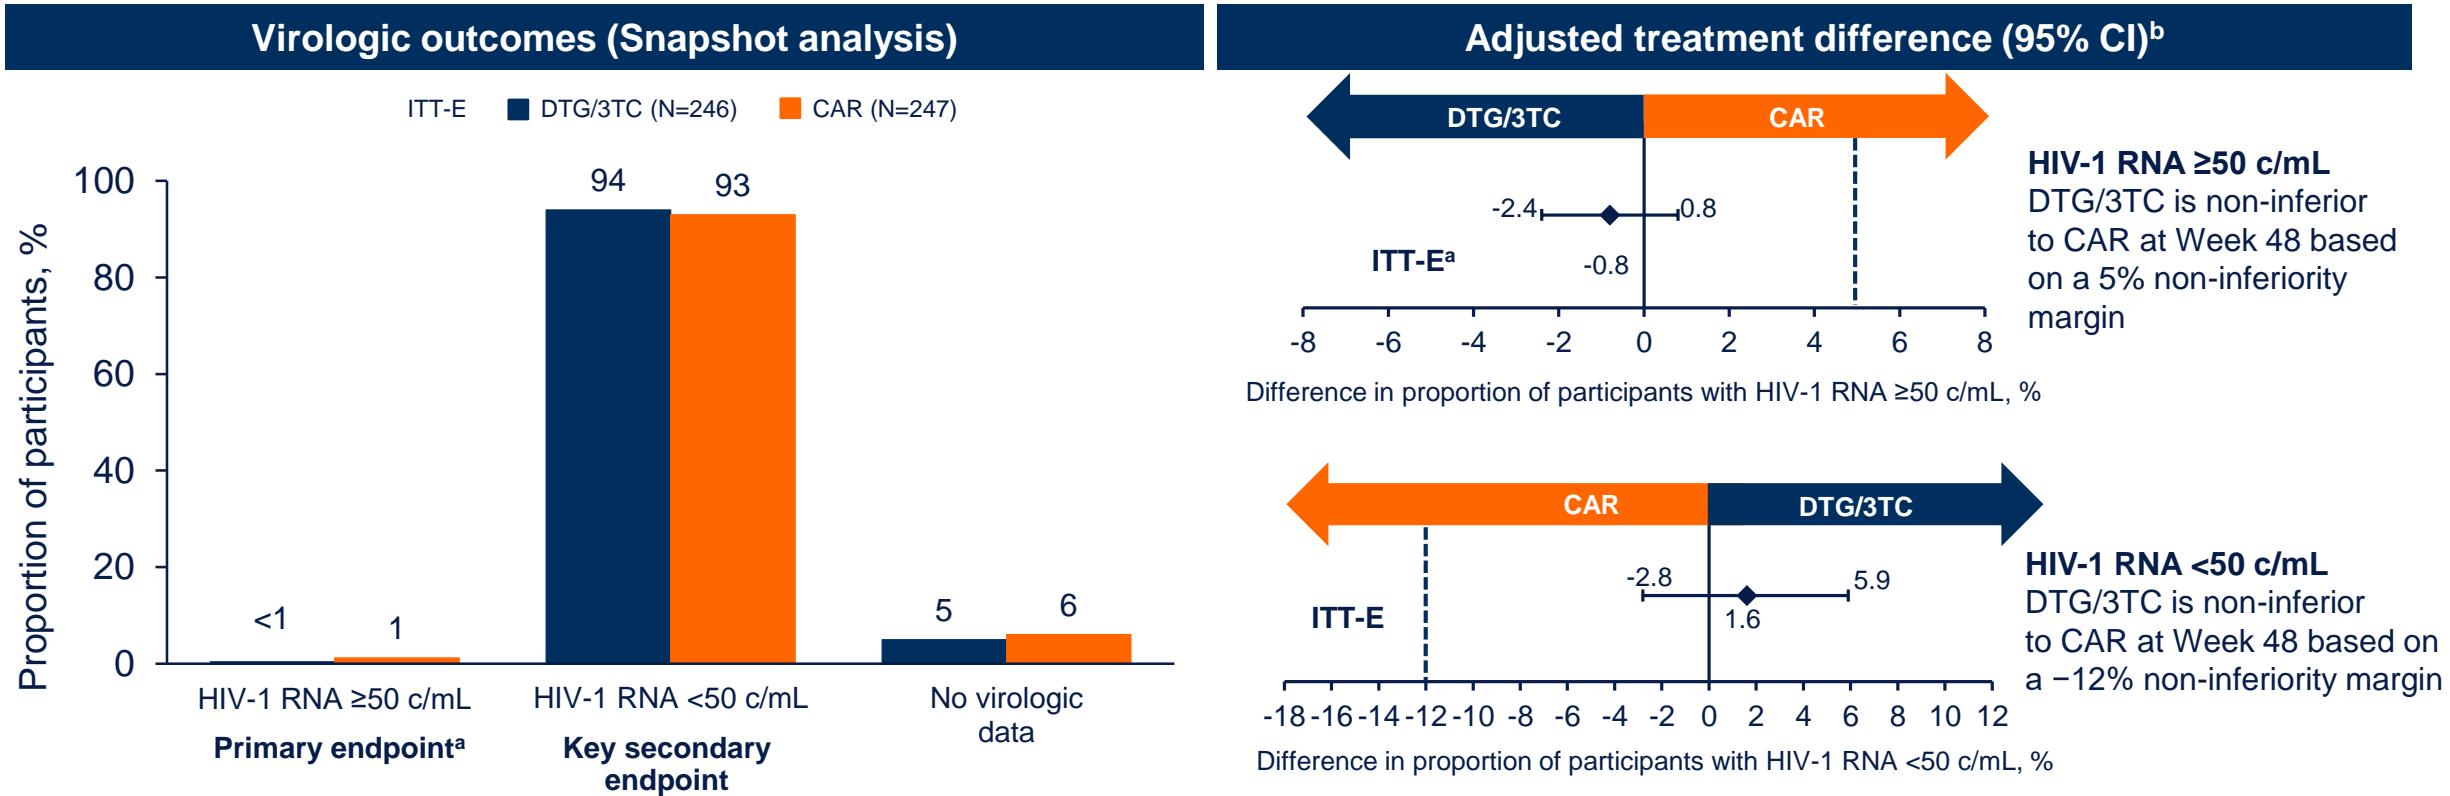 Virologic outcomes (Snapshot analysis)
ITT-E DTG/3TC (N=246) CAR (N=247)
Proportion of participants, %
100
80
60
40
20
0
<1
1
94
93
5
6
HIV-1 RNA ≥50 c/mL
Primary endpointᵃ
HIV-1 RNA <50 c/mL
Key secondary
endpoint
No virologic
data
Adjusted treatment difference (95% CI)ᵇ
DTG/3TC CAR
-2.4 0.8
-0.8
ITT-Eᵃ
-8 -6 -4 -2 0 2 4 6 8
Difference in proportion of participants with HIV-1 RNA ≥50 c/mL, %
HIV-1 RNA ≥50 c/mL
DTG/3TC is non-inferior
to CAR at Week 48 based
on a 5% non-inferiority
margin
CAR DTG/3TC
-2.8 5.9
1.6
ITT-E
-18 -16 -14 -12 -10 -8 -6 -4 -2 0 2 4 6 8 10 12
Difference in proportion of participants with HIV-1 RNA <50 c/mL, %
HIV-1 RNA <50 c/mL
DTG/3TC is non-inferior
to CAR at Week 48 based on
a −12% non-inferiority margin